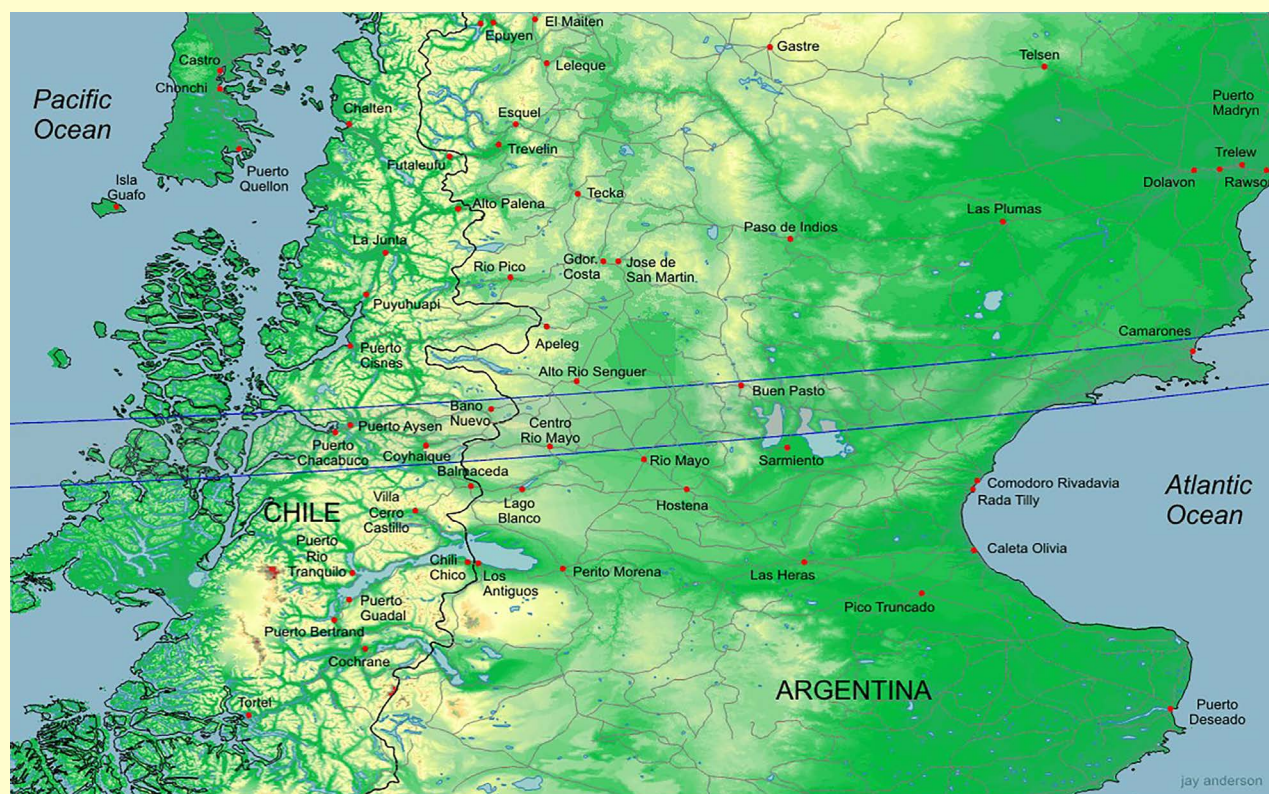 El Maiten
Epuyen
Gastre
Castro
Leleque
Telsen
Chonchi
Pacific
Ocean
Chalten
Esquel
Puerto
Madryn
Trevelin
Trelew
Futaleufu
Puerto
Quellon
Isla
Guafo
Dolavon
Rawson
Tecka
Alto Palena
Las Plumas
Paso de Indios
La Junta
Rio Pico
Gdor.
Costa
Jose de
San Martin
Puyuhuapi
Apeleg
Camarones
Puerto
Cisnes
Alto Rio Senguer
Buen Pasto
Bano
Nuevo
Puerto Aysen
Centro
Rio Mayo
Puerto
Chacabuco
Coyhaique
Rio Mayo
Sarmiento
Balmaceda
Villa
Cerro
Castillo
Lago
Blanco
Hostena
Comodoro Rivadavia
Rada Tilly
Atlantic
Ocean
CHILE
Puerto
Rio
Tranquilo
Chili
Chico
Los
Antiguos
Perito Morena
Las Heras
Caleta Olivia
Puerto
Guadal
Pico Truncado
Puerto Bertrand
Cochrane
ARGENTINA
Tortel
Puerto
Deseado
jay anderson